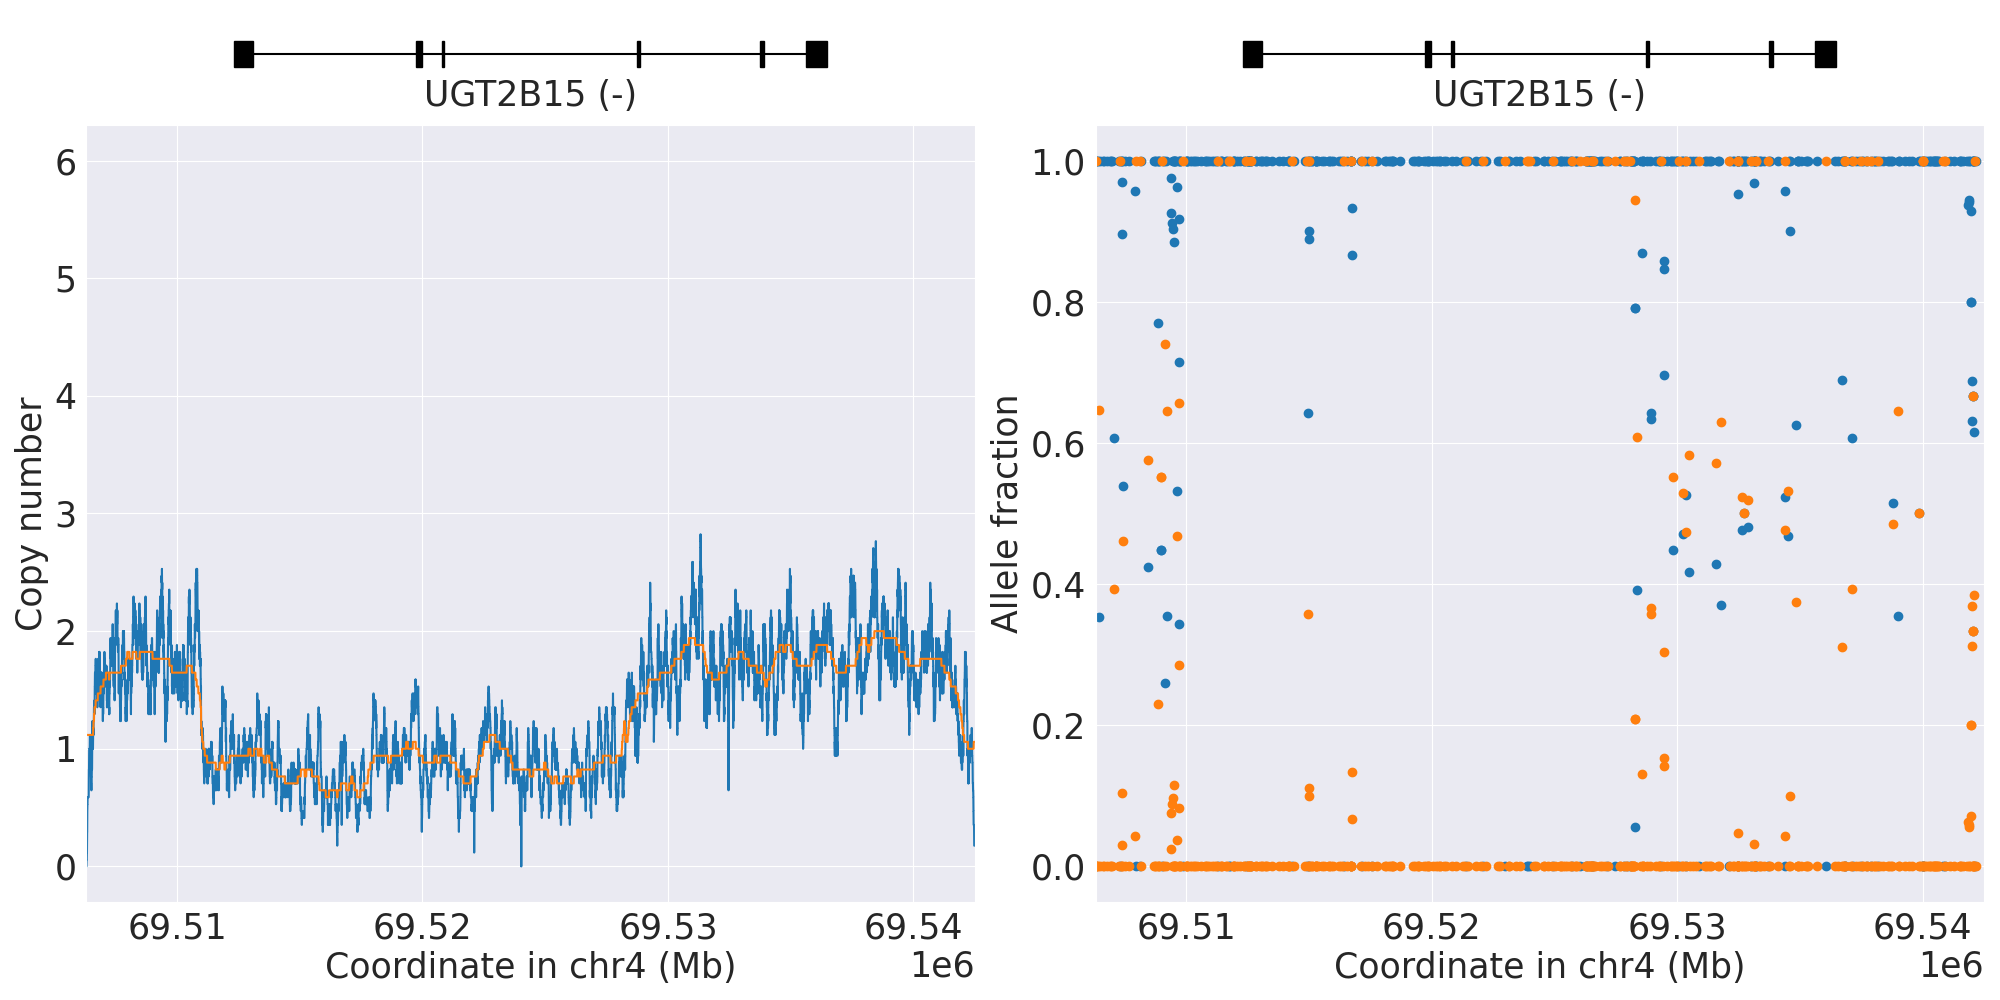 UGT2B15 (-)
Copy number
6
5
4
3
2
1
0
69.51 69.52 69.53 69.54
Coordinate in chr4 (Mb)
1e6
UGT2B15 (-)
Allele fraction
1.0
0.8
0.6
0.4
0.2
0.0
69.51 69.52 69.53 69.54
Coordinate in chr4 (Mb)
1e6